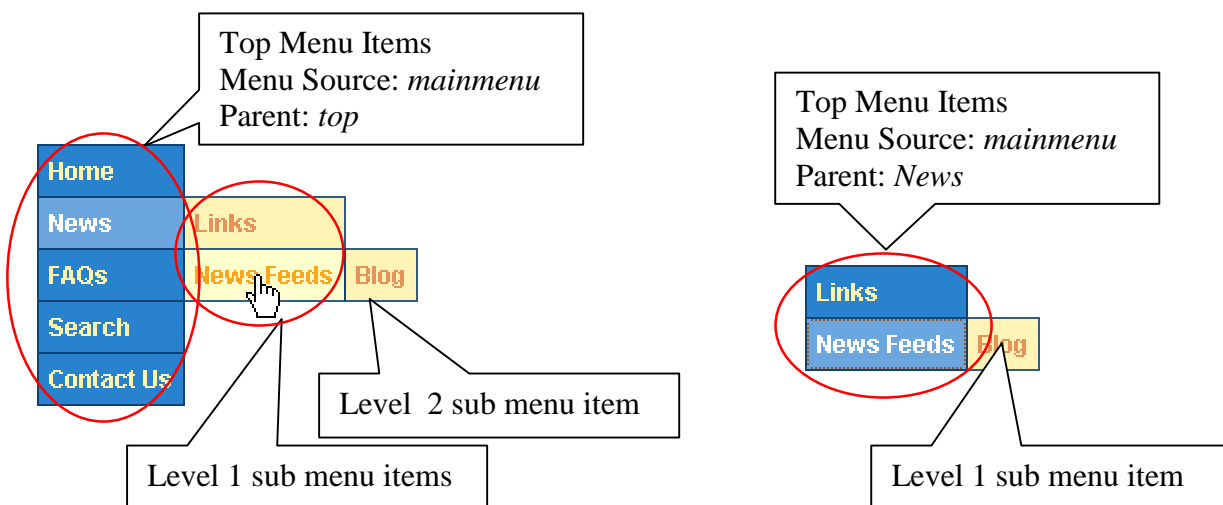 Top Menu Items
Menu Source: mainmenu
Parent: top
Home
News
Links
FAQs
News Feeds
Blog
Search
Contact Us
Level  2 sub menu item
Level 1 sub menu items
Top Menu Items
Menu Source: mainmenu
Parent: News
Links
News Feeds
Blog
Level 1 sub menu item